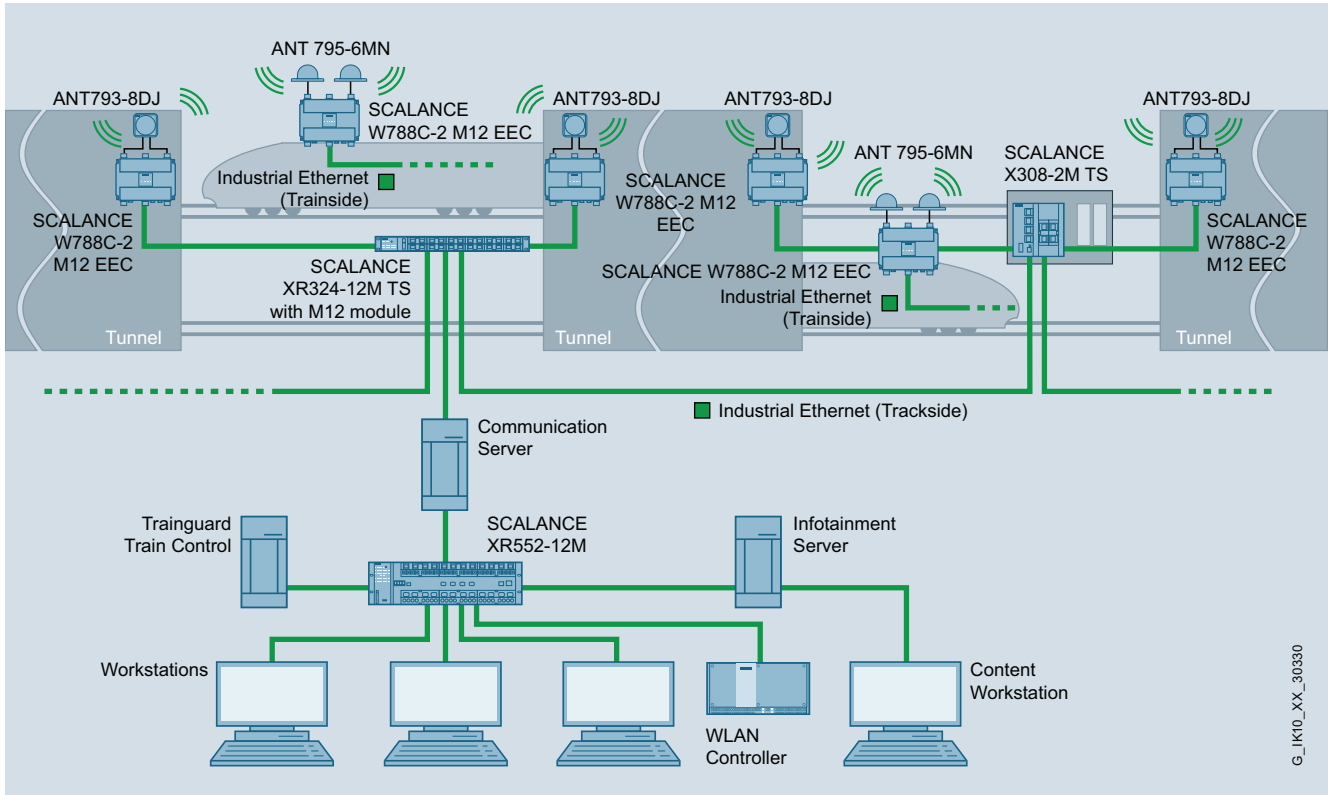 ANT 795-6MN
ANT793-8DJ
SCALANCE
W788C-2 M12 EEC
ANT793-8DJ
ANT793-8DJ
ANT793-8DJ
Industrial Ethernet
(Trainside)
SCALANCE
W788C-2 M12
EEC
ANT 795-6MN
SCALANCE
X308-2M TS
SCALANCE
W788C-2
M12 EEC
SCALANCE
XR324-12M TS
with M12 module
SCALANCE W788C-2 M12 EEC
Industrial Ethernet
(Trainside)
SCALANCE
W788C-2
M12 EEC
Tunnel
Tunnel
Tunnel
Industrial Ethernet (Trackside)
Communication
Server
Trainguard
Train Control
SCALANCE
XR552-12M
Infotainment
Server
Workstations
WLAN
Controller
Content
Workstation
G_IK10_XX_30330